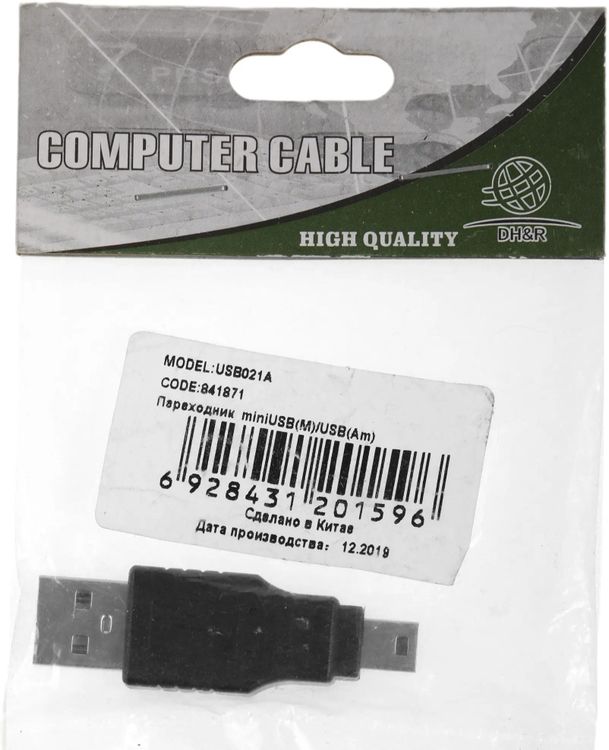 COMPUTER CABLE
HIGH QUALITY
DH&R
MODEL:USB021A
CODE:841871
Переходник miniUSB(M)/USB(Am)
6 928431 201596
Сделано в Китае
Дата производства: 12.2019